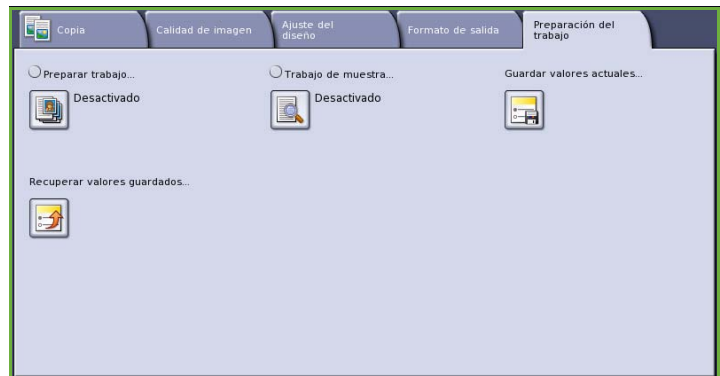 Copia
Calidad de imagen
Ajuste del
diseño
Formato de salida
Preparación del
trabajo
Preparar trabajo...
Desactivado
Trabajo de muestra...
Desactivado
Guardar valores actuales...
Recuperar valores guardados...